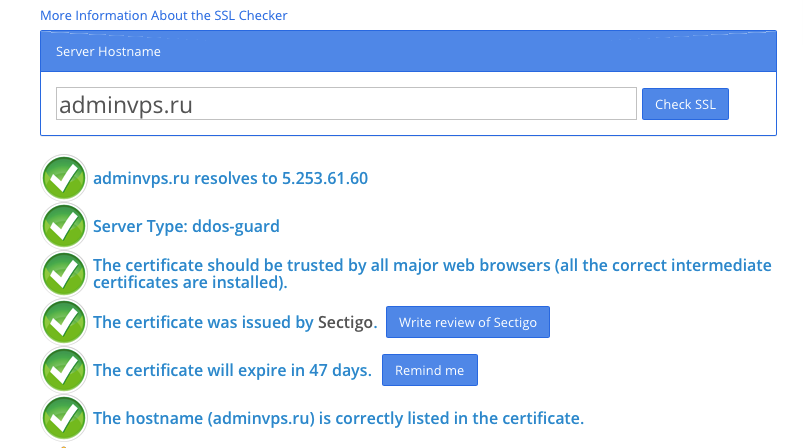 More Information About the SSL Checker
Server Hostname
adminvps.ru
Check SSL
adminvps.ru resolves to 5.253.61.60
Server Type: ddos-guard
The certificate should be trusted by all major web browsers (all the correct intermediate
certificates are installed).
The certificate was issued by Sectigo. Write review of Sectigo
The certificate will expire in 47 days. Remind me
The hostname (adminvps.ru) is correctly listed in the certificate.